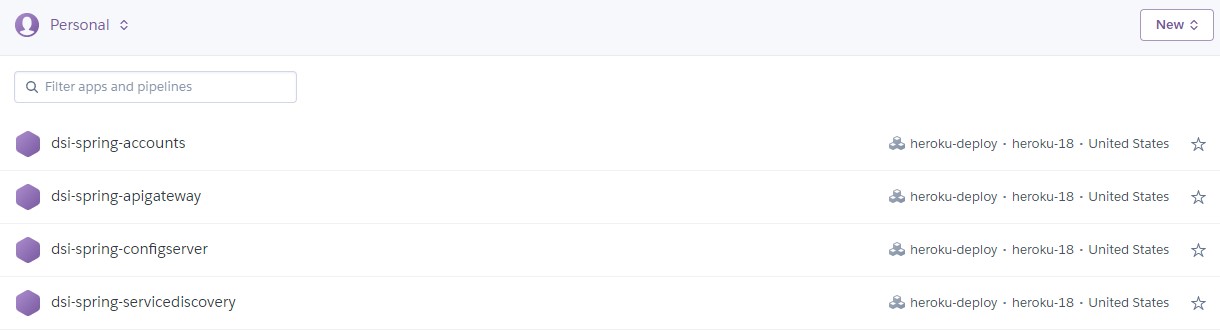 Personal
New
Filter apps and pipelines
dsi-spring-accounts heroku-deploy · heroku-18 · United States
dsi-spring-apigateway heroku-deploy · heroku-18 · United States
dsi-spring-configserver heroku-deploy · heroku-18 · United States
dsi-spring-servicediscovery heroku-deploy · heroku-18 · United States